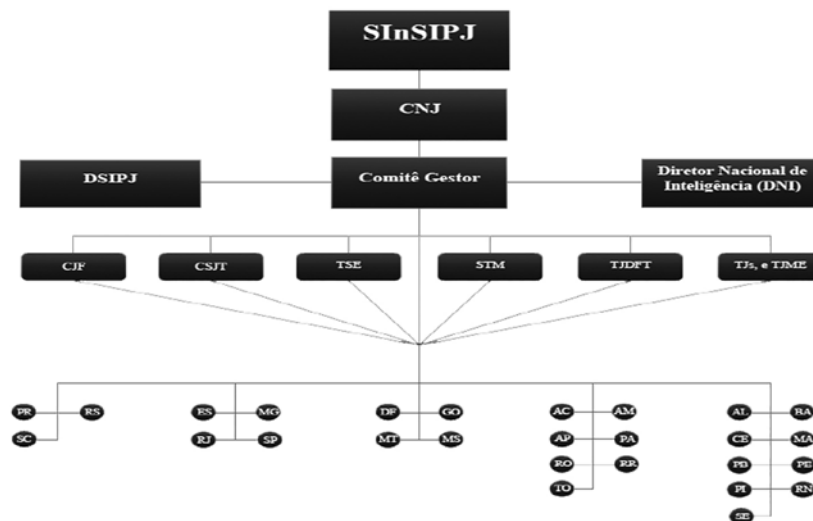 SInSIPJ
CNJ
DSIPJ
Comitê Gestor
Diretor Nacional de
Inteligência (DNI)
CJF
CSJT
TSE
STM
TJDFT
TJs, e TJME
PR RS
SC
ES MG
RJ SP
DF GO
MT MS
AC AM
AP PA
RO RR
TO
AL BA
CE MA
PB PE
PI RN
SE